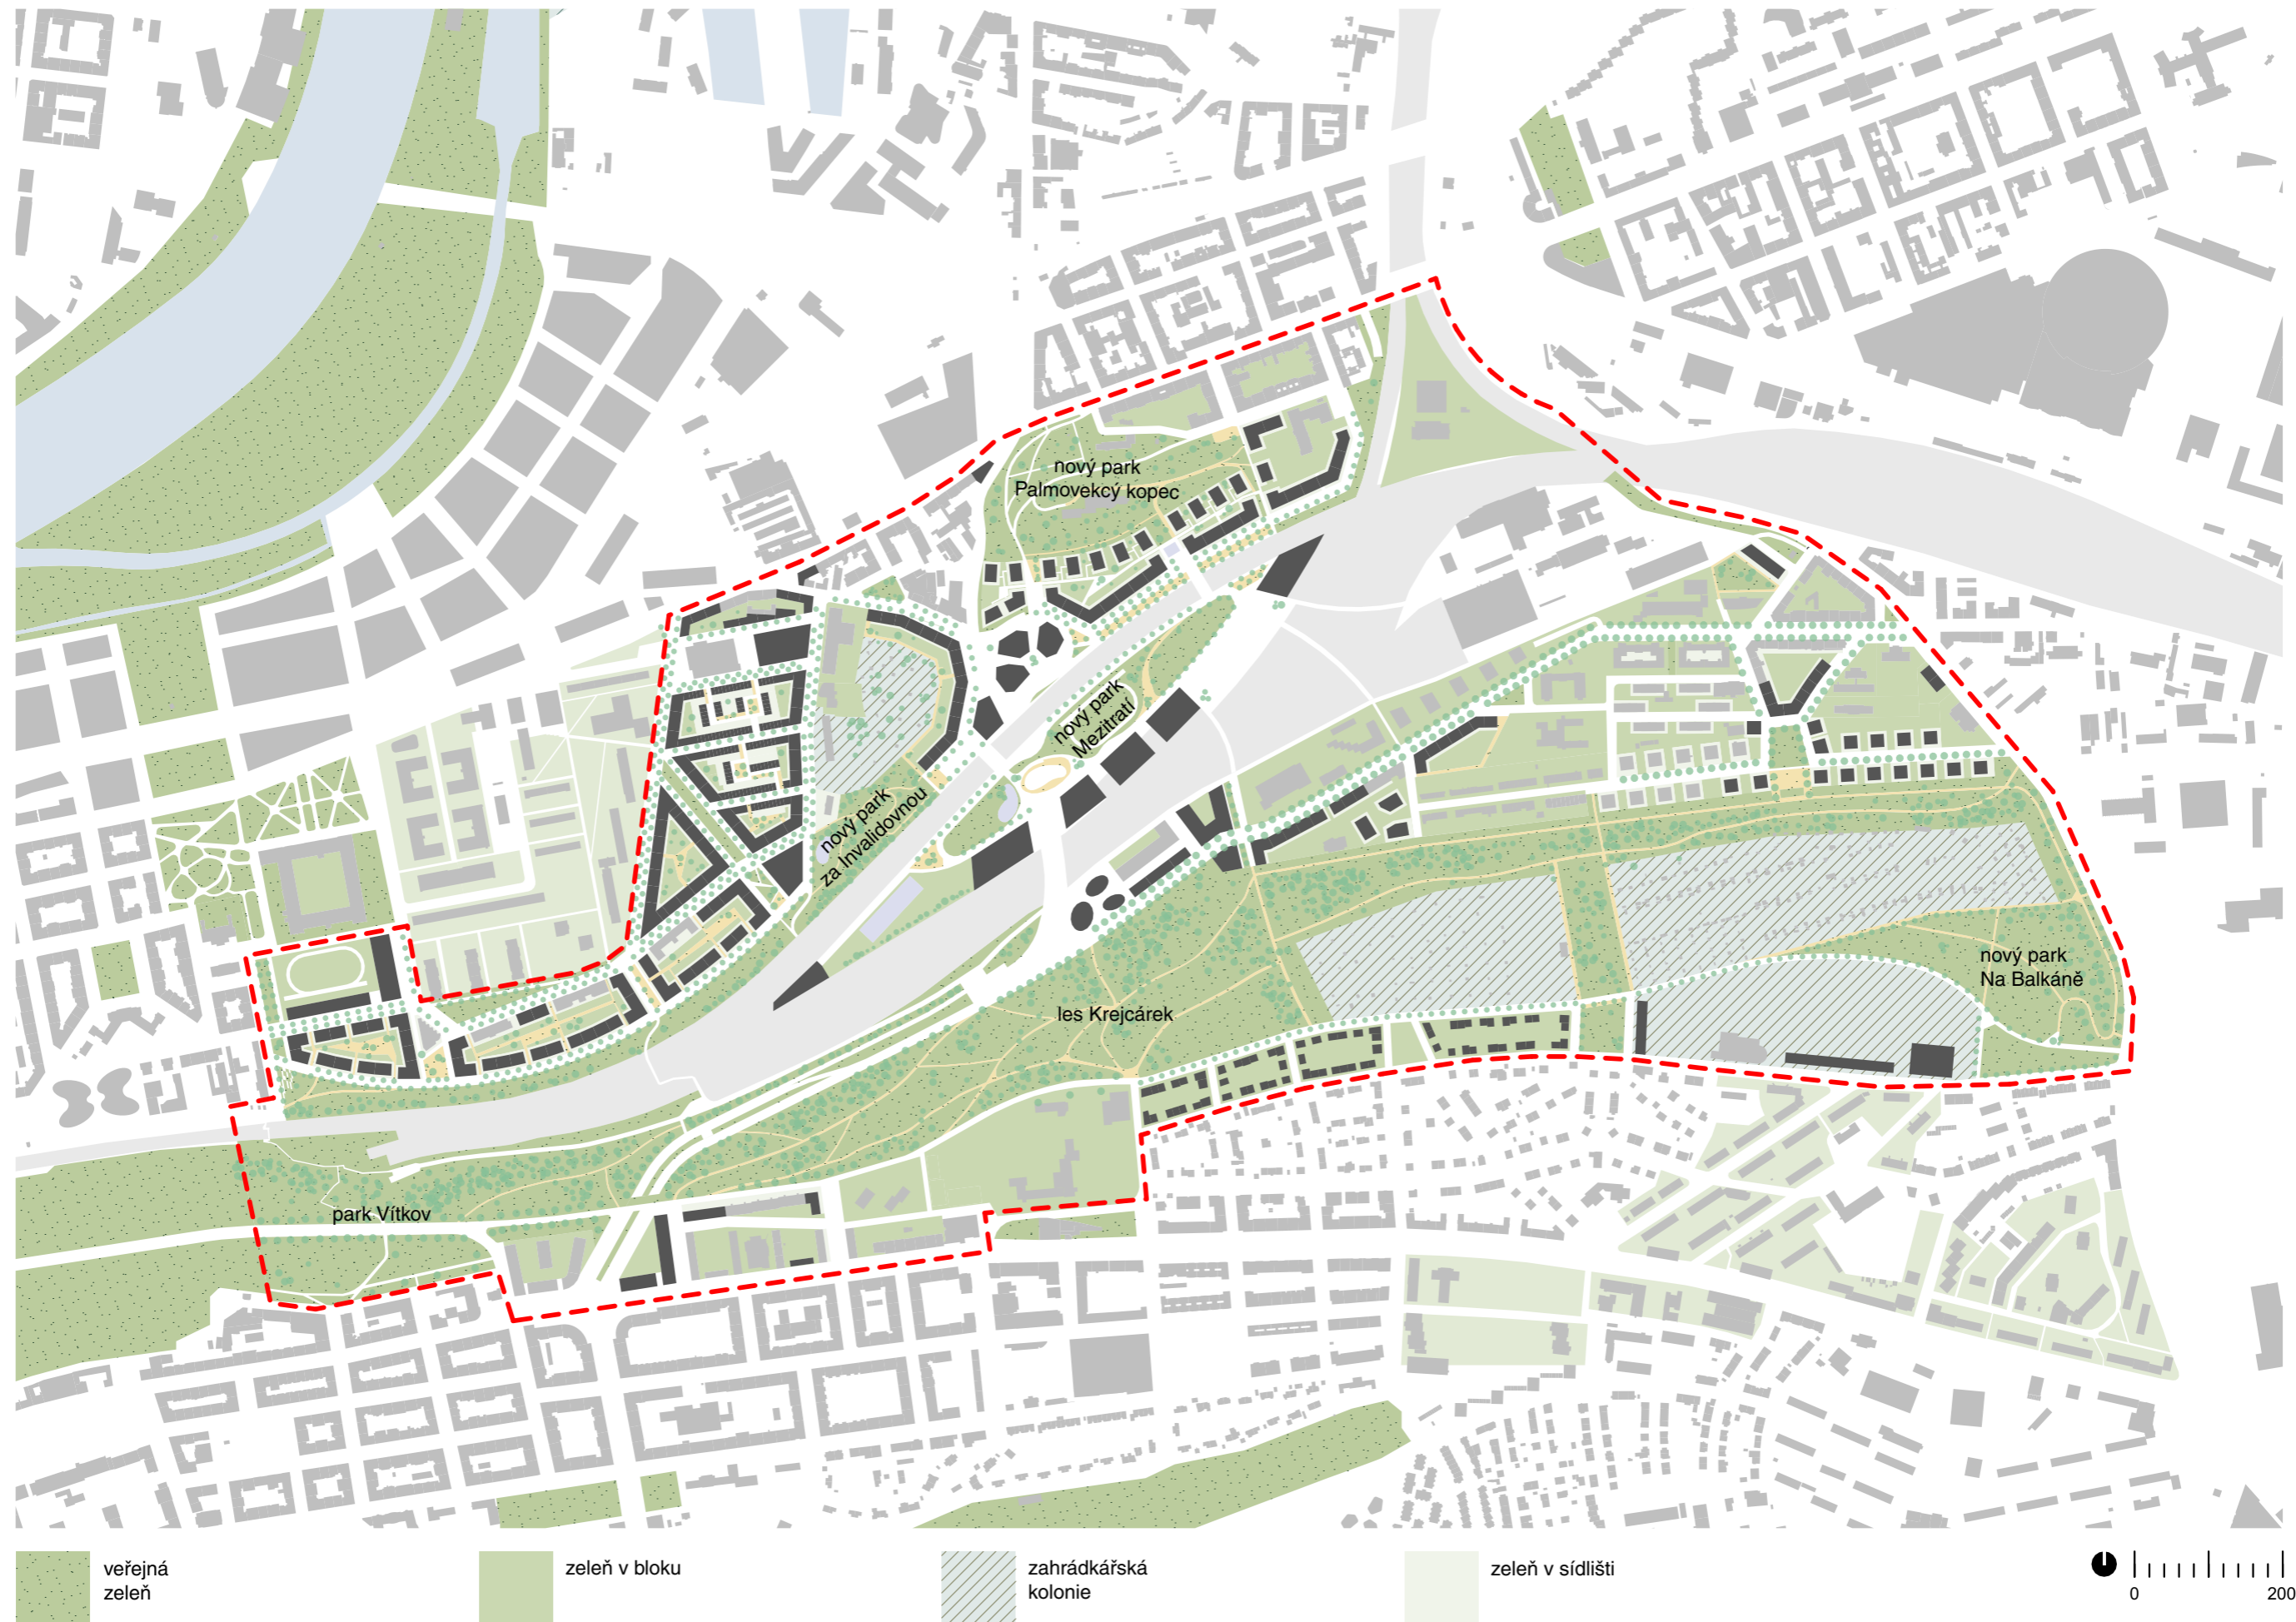 nový park
Palmovekcý kopec
nový park
Mezitratí
nový park
za Invalidovnou
nový park
Na Balkáně
les Krejcárek
park Vítkov
veřejná
zeleň
zeleň v bloku
zahrádkářská
kolonie
zeleň v sídlišti
0
200